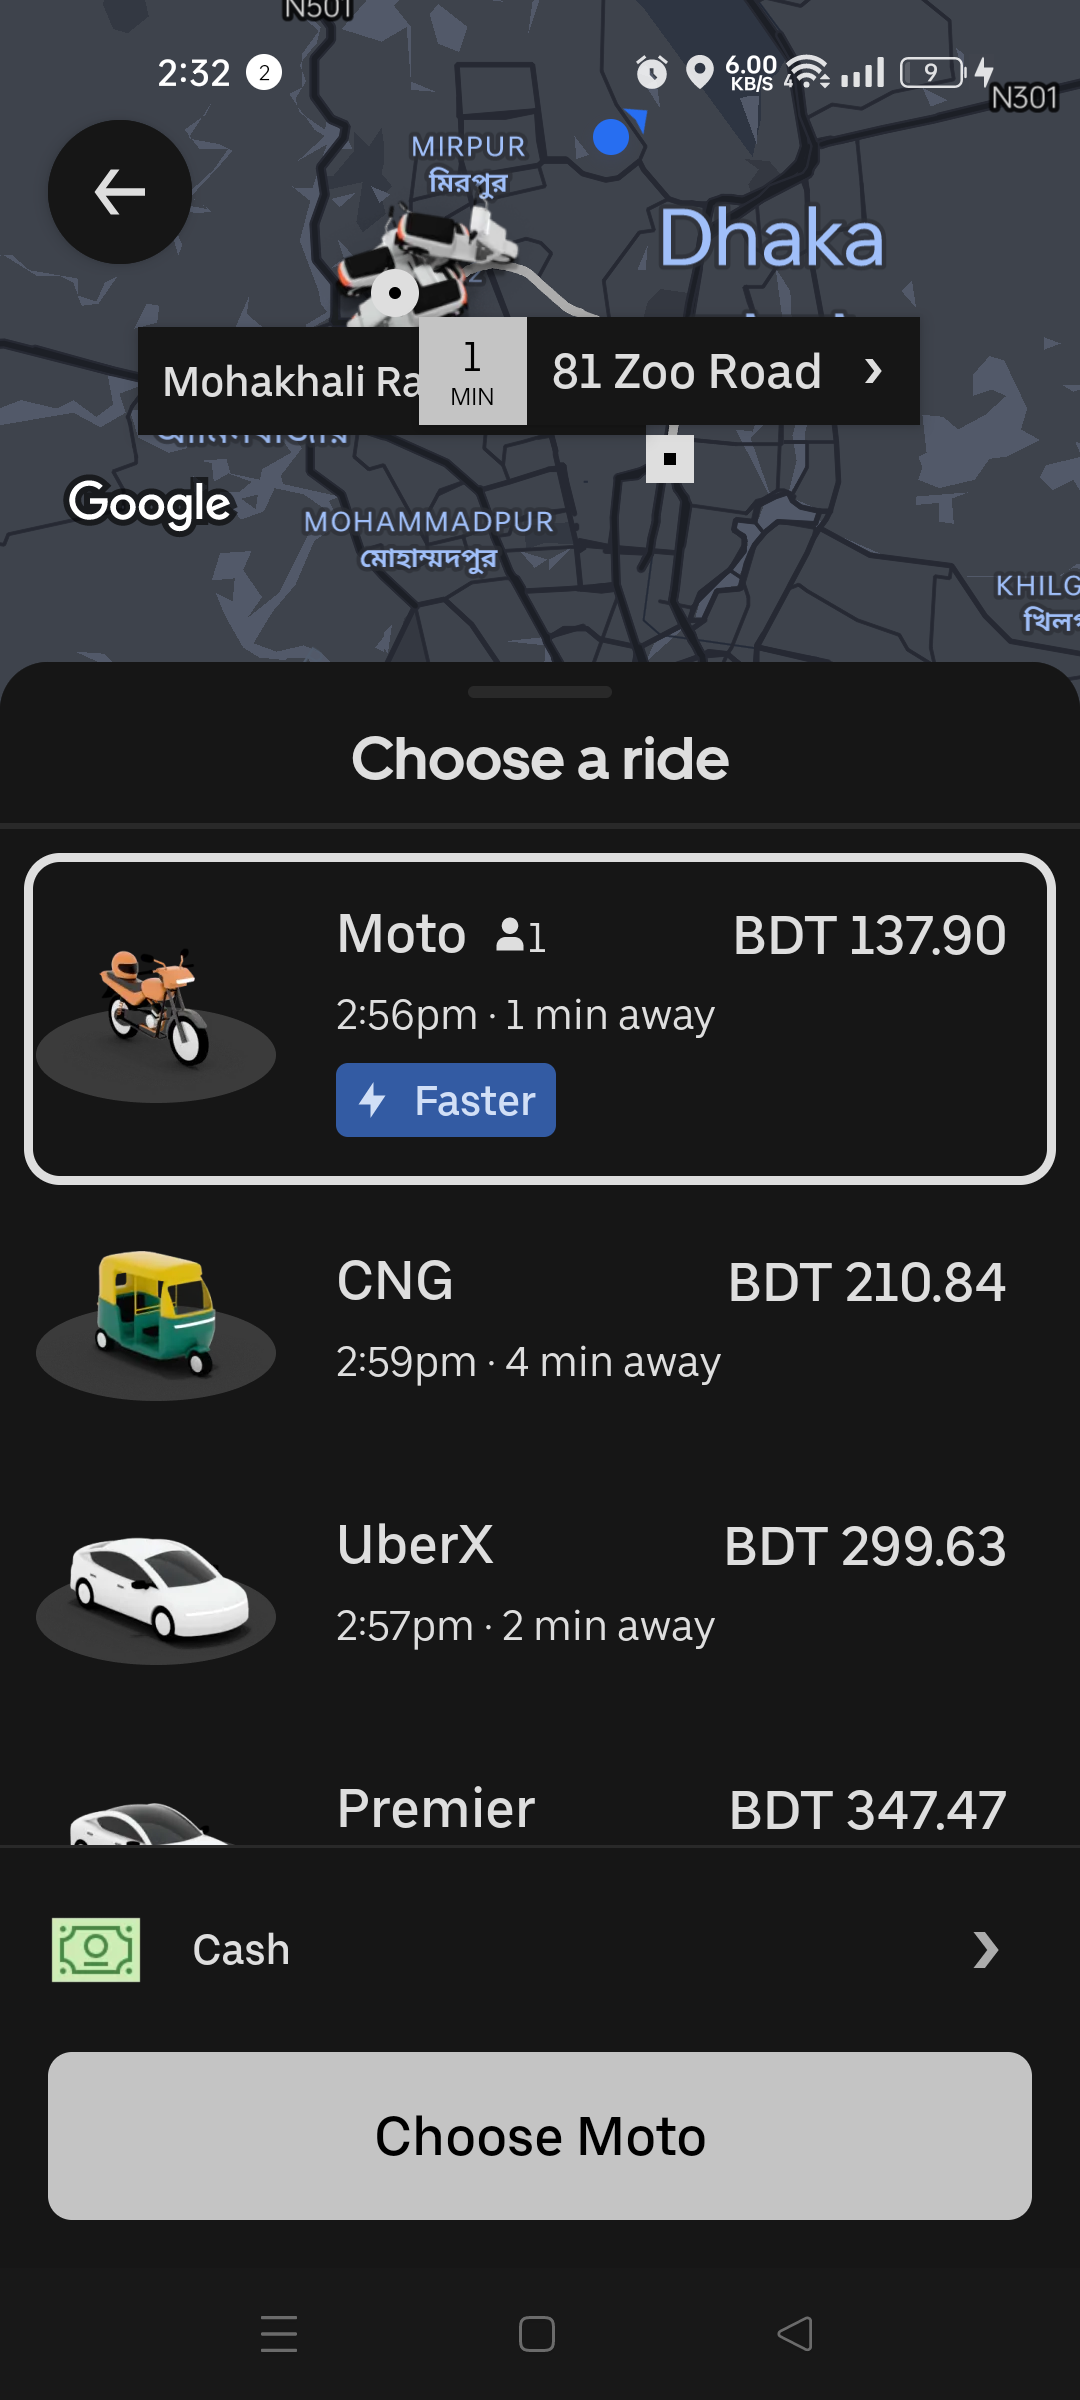 N501
2:32 2 6.00 KB/S 4 9
N301
MIRPUR
মিরপুর
Dhaka
1 MIN
81 Zoo Road
Mohakhali Ra
Google
MOHAMMADPUR
মোহাম্মদপুর
KHILG
খিলগ
Choose a ride
Moto 1 BDT 137.90
2:56pm · 1 min away
Faster
CNG BDT 210.84
2:59pm · 4 min away
UberX BDT 299.63
2:57pm · 2 min away
Premier BDT 347.47
Cash
Choose Moto